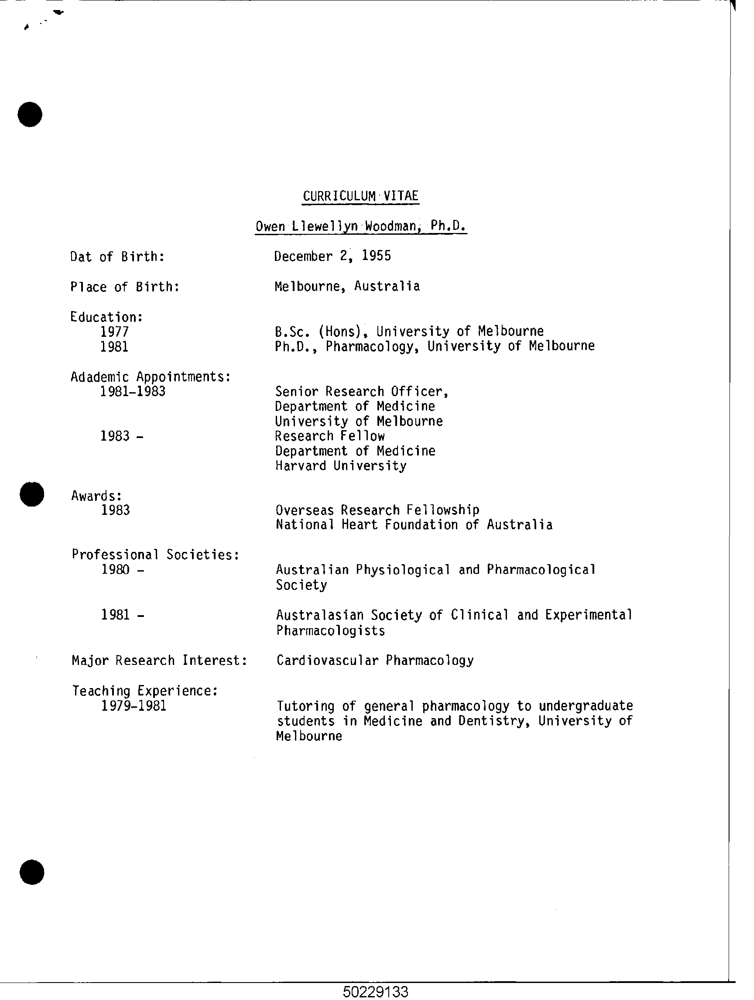 CURRICULUM VITAE
Owen Llewellyn Woodman, Ph.D.
Dat of Birth: December 2, 1955
Place of Birth: Melbourne, Australia
Education:
1977 B.Sc. (Hons), University of Melbourne
1981 Ph.D., Pharmacology, University of Melbourne
Adademic Appointments:
1981-1983 Senior Research Officer,
Department of Medicine
University of Melbourne
1983 - Research Fellow
Department of Medicine
Harvard University
Awards:
1983 Overseas Research Fellowship
National Heart Foundation of Australia
Professional Societies:
1980 - Australian Physiological and Pharmacological
Society
1981 - Australasian Society of Clinical and Experimental
Pharmacologists
Major Research Interest: Cardiovascular Pharmacology
Teaching Experience:
1979-1981 Tutoring of general pharmacology to undergraduate
students in Medicine and Dentistry, University of
Melbourne
50229133